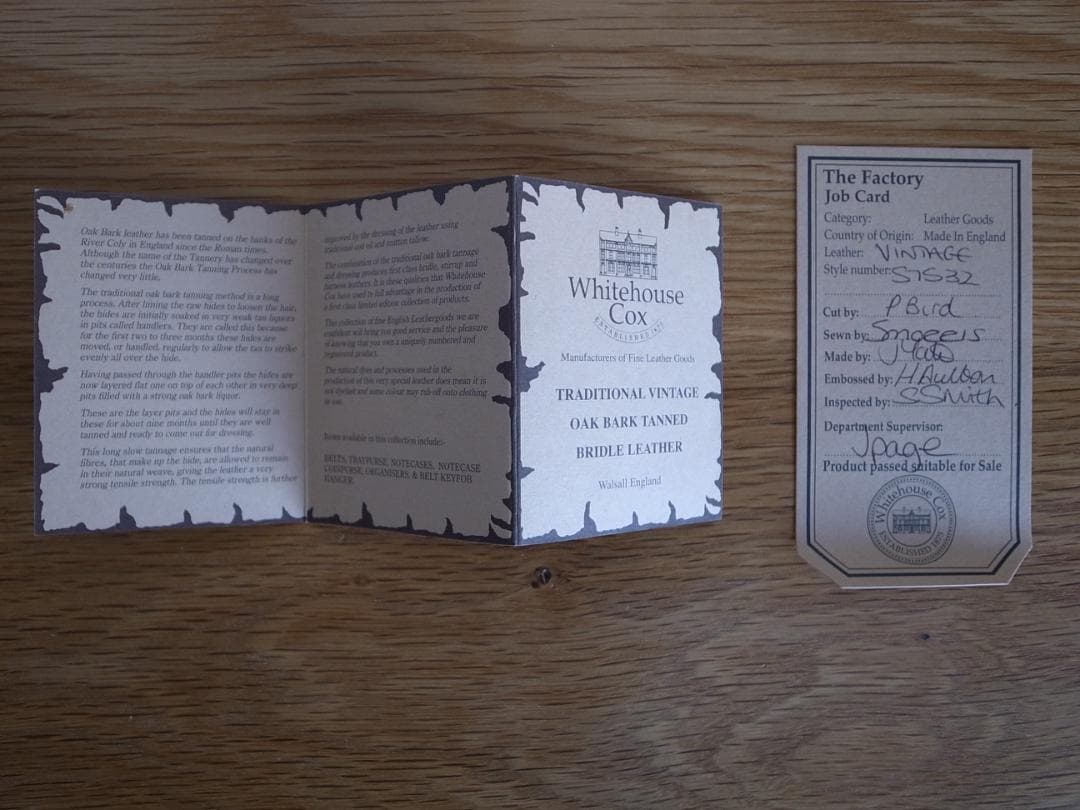 Oak Bark leather has been tanned on the banks of the
River Coly in England since the Roman times.
Although the name of the Tannery has changed over
the centuries the Oak Bark Tanning Process has
changed very little.
The traditional oak bark tanning method is a long
process. After liming the raw hides to loosen the hair,
the hides are initially soaked in very weak tan liquors
in pits called handlers. They are called this because
for the first two to three months these hides are
moved, or handled, regularly to allow the tan to strike
evenly all over the hide.
Having passed through the handler pits the hides are
now layered flat one on top of each other in very deep
pits filled with a strong oak bark liquor.
These are the layer pits and the hides will stay in
these for about nine months until they are well
tanned and ready to come out for dressing.
This long slow tannage ensures that the natural
fibres, that make up the hide, are allowed to remain
in their natural weave, giving the leather a very
strong tensile strength. The tensile strength is further
improved by the dressing of the leather using
traditional cod oil and mutton tallow.
The combination of the traditional oak bark tannage
and dressing produces first class bridle, stirrup and
harness leathers. It is these qualities that Whitehouse
Cox have used to full advantage in the production of
a first class limited edition collection of products.
This collection of fine English Leathergoods we are
confident will bring you good service and the pleasure
of knowing that you own a uniquely numbered and
registered product.
The natural dyes and processes used in the
production of this very special leather does mean it is
not dyefast and some colour may rub-off onto clothing
in use.
Items available in this collection include:-
BELTS, TRAYPURSE, NOTECASES, NOTECASE
COINPURSE, ORGANISERS, & BELT KEYFOB
HANGER.
Whitehouse
Cox
ESTABLISHED 1875
Manufacturers of Fine Leather Goods
TRADITIONAL VINTAGE
OAK BARK TANNED
BRIDLE LEATHER
Walsall England
The Factory
Job Card
Category: Leather Goods
Country of Origin: Made In England
Leather: VINTAGE
Style number: S7532
Cut by: P Bird
Sewn by:
Made by:
Embossed by:
Inspected by: S Smith
Department Supervisor:
J page
Product passed suitable for Sale
Whitehouse Cox
ESTABLISHED 1875